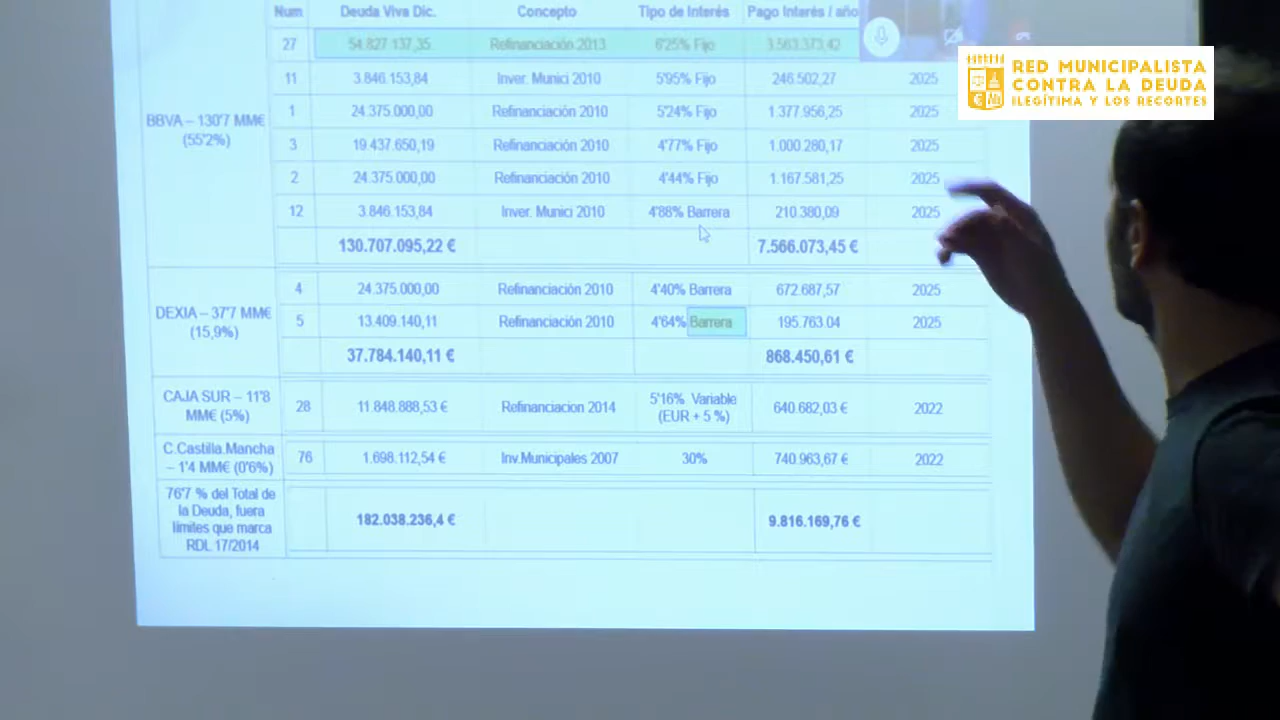 Num Deuda Viva Dic. Concepto Tipo de Interés Pago Interés / año
27 54.827.137,35 Refinanciación 2013 6'25% Fijo 3.563.373,42
11 3.846.153,84 Inver. Munici 2010 5'95% Fijo 246.502,27 2025
1 24.375.000,00 Refinanciación 2010 5'24% Fijo 1.377.956,25 2025
BBVA – 130'7 MM€
(55'2%)
3 19.437.650,19 Refinanciación 2010 4'77% Fijo 1.000.280,17 2025
2 24.375.000,00 Refinanciación 2010 4'44% Fijo 1.167.581,25 2025
12 3.846.153,84 Inver. Munici 2010 4'88% Barrera 210.380,09 2025
130.707.095,22 € 7.566.073,45 €
DEXIA – 37'7 MM€
(15,9%)
4 24.375.000,00 Refinanciación 2010 4'40% Barrera 672.687,57 2025
5 13.409.140,11 Refinanciación 2010 4'64% Barrera 195.763.04 2025
37.784.140,11 € 868.450,61 €
CAJA SUR – 11'8
MM€ (5%)
28 11.848.888,53 € Refinanciacion 2014 5'16% Variable
(EUR + 5 %) 640.682,03 € 2022
C.Castilla.Mancha
– 1'4 MM€ (0'6%)
76 1.698.112,54 € Inv.Municipales 2007 30% 740.963,67 € 2022
76'7 % del Total de
la Deuda, fuera
límites que marca
RDL 17/2014
182.038.236,4 € 9.816.169,76 €
RED MUNICIPALISTA
CONTRA LA DEUDA
ILEGÍTIMA Y LOS RECORTES